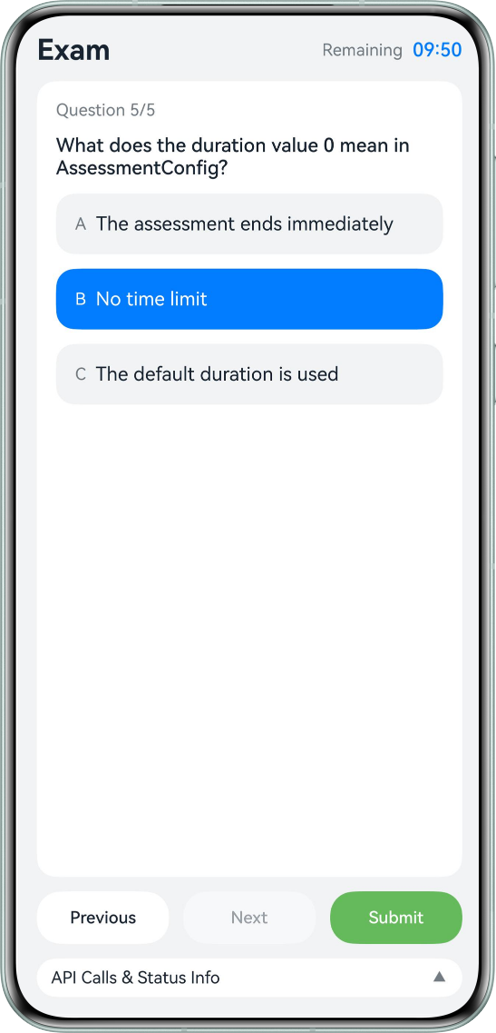 Exam
Remaining 09:50
Question 5/5
What does the duration value 0 mean in
AssessmentConfig?
A The assessment ends immediately
B No time limit
C The default duration is used
Previous
Next
Submit
API Calls & Status Info